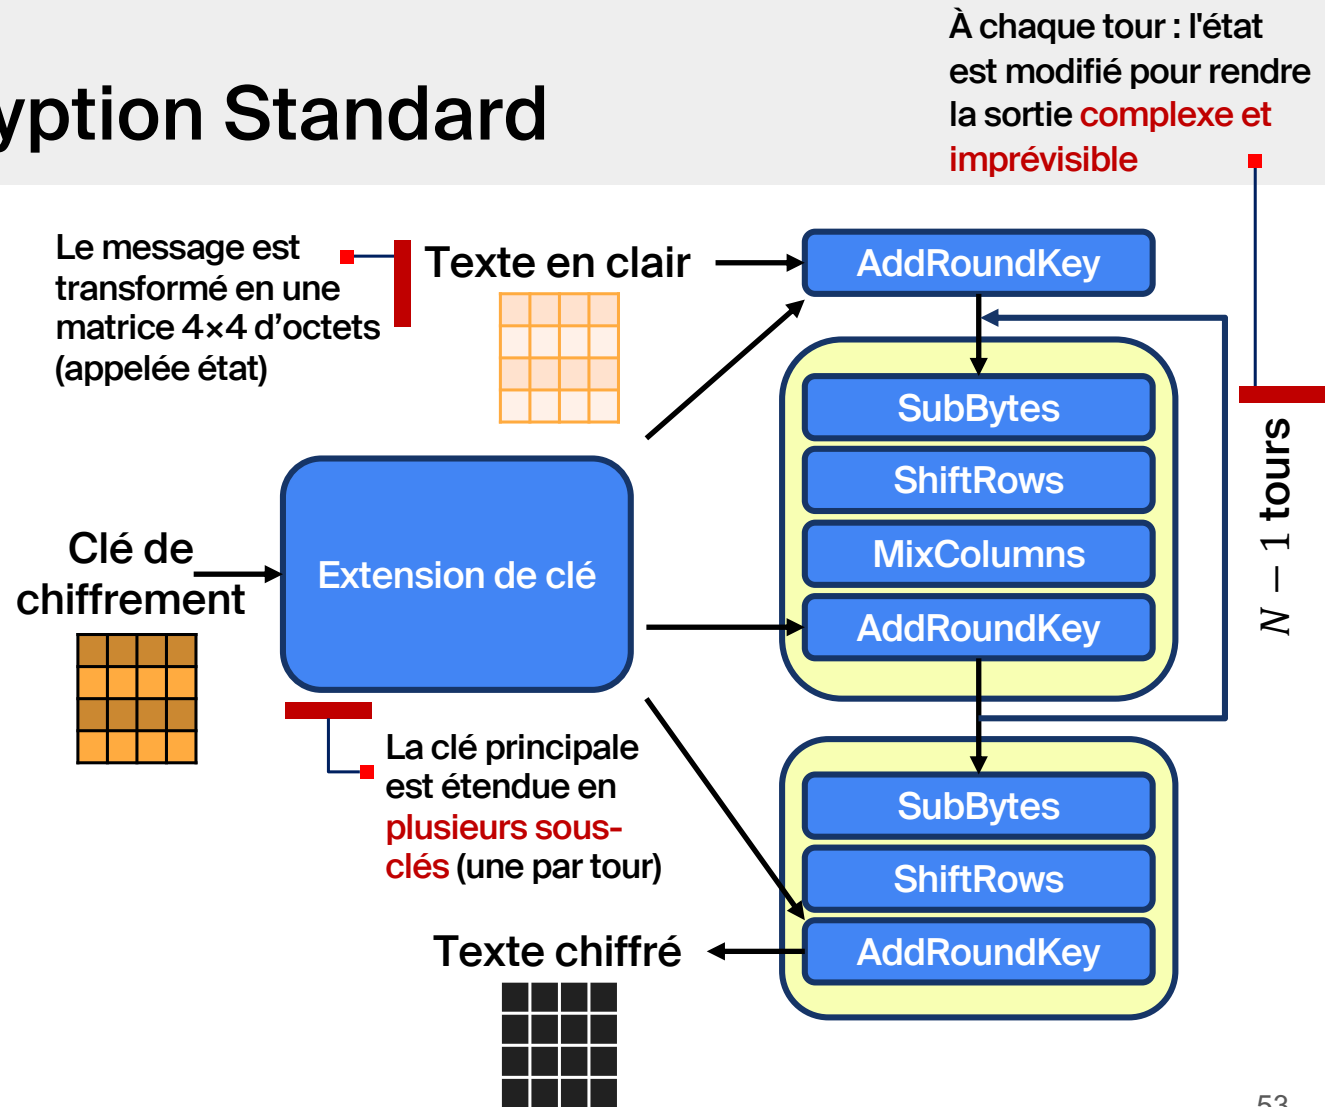 yption Standard
À chaque tour : l'état
est modifié pour rendre
la sortie complexe et
imprévisible
Le message est
transformé en une
matrice 4×4 d’octets
(appelée état)
Texte en clair
AddRoundKey
SubBytes
ShiftRows
MixColumns
AddRoundKey
N − 1 tours
Clé de
chiffrement
Extension de clé
La clé principale
est étendue en
plusieurs sous-
clés (une par tour)
SubBytes
ShiftRows
AddRoundKey
Texte chiffré
53